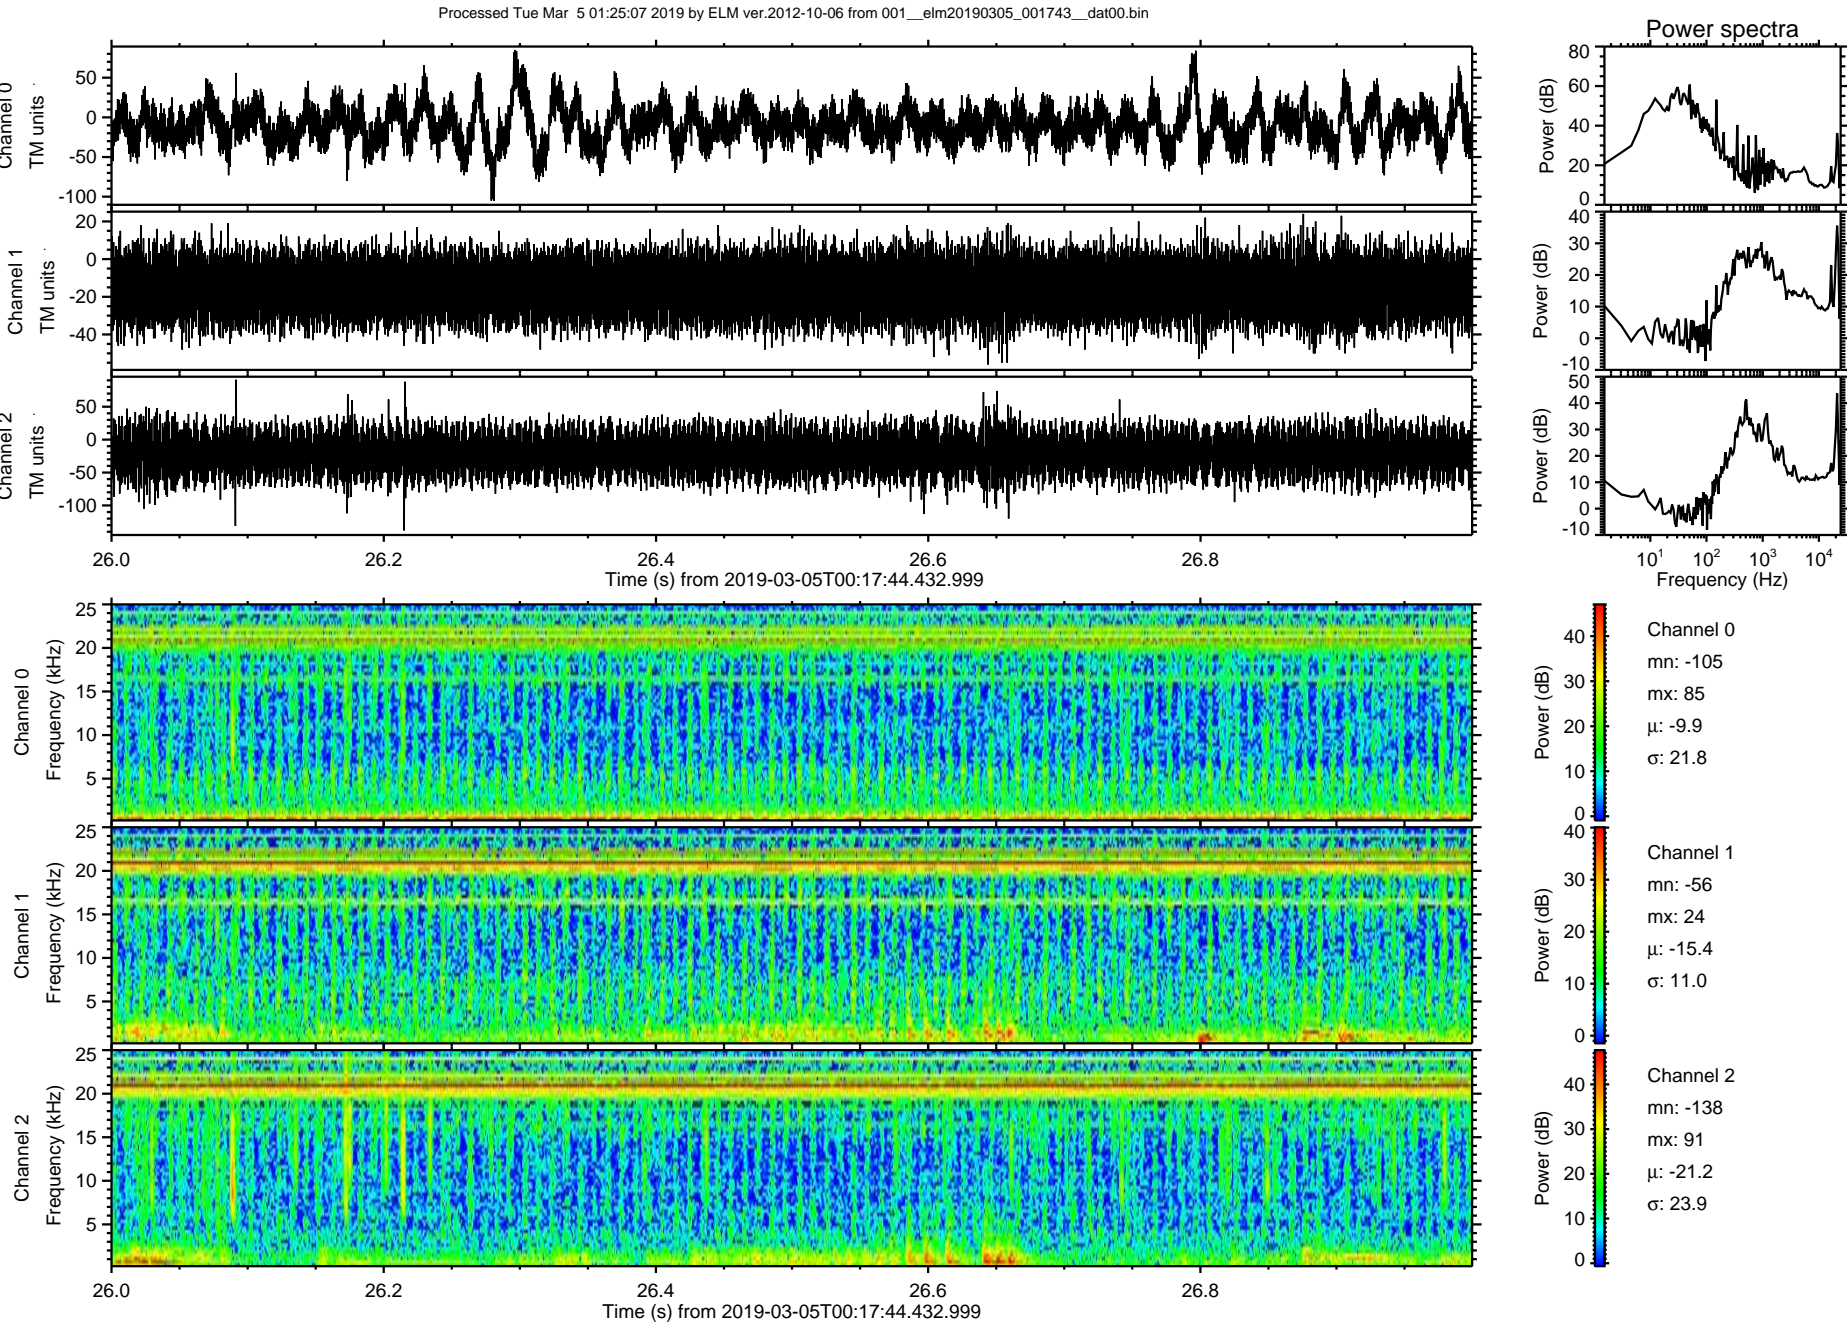 Processed Tue Mar 5 01:25:07 2019 by ELM ver.2012-10-06 from 001__elm20190305_001743__dat00.bin
Power spectra
Channel 0
TM units
50
0
-50
-100
Power (dB)
80
60
40
20
0
Channel 1
TM units
20
0
-20
-40
Power (dB)
40
30
20
10
0
-10
Channel 2
TM units
50
0
-50
-100
Power (dB)
50
40
30
20
10
0
-10
26.0 26.2 26.4 26.6 26.8
Time (s) from 2019-03-05T00:17:44.432.999
10^1 10^2 10^3 10^4
Frequency (Hz)
Channel 0
Frequency (kHz)
25
20
15
10
5
Power (dB)
40
30
20
10
0
Channel 0
mn: -105
mx: 85
μ: -9.9
σ: 21.8
Channel 1
Frequency (kHz)
25
20
15
10
5
Power (dB)
40
30
20
10
0
Channel 1
mn: -56
mx: 24
μ: -15.4
σ: 11.0
Channel 2
Frequency (kHz)
25
20
15
10
5
Power (dB)
40
30
20
10
0
Channel 2
mn: -138
mx: 91
μ: -21.2
σ: 23.9
26.0 26.2 26.4 26.6 26.8
Time (s) from 2019-03-05T00:17:44.432.999